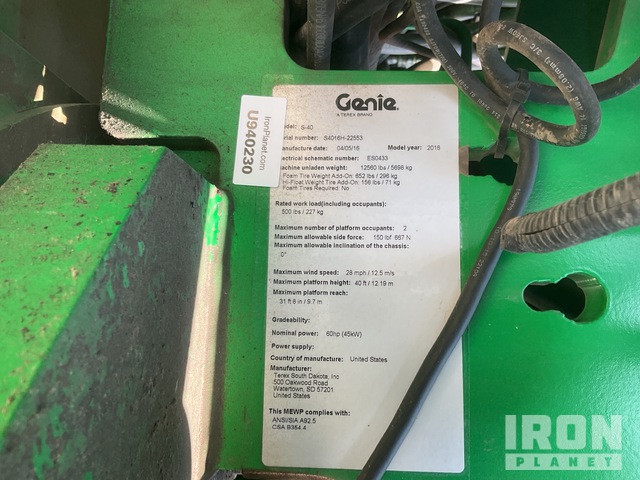 Genie
A TEREX BRAND
IronPlanet.com
U940230
S-40
serial number: S4016H-22553
Manufacture date: 04/05/16 Model year: 2016
Electrical schematic number: ES0433
Machine unladen weight: 12560 lbs / 5698 kg
Foam Tire Weight Add-On: 652 lbs / 296 kg
Hi-Float Weight Tire Add-On: 156 lbs / 71 kg
Foam Tires Required: No
Rated work load(including occupants):
500 lbs / 227 kg
Maximum number of platform occupants: 2
Maximum allowable side force: 150 lbf 667 N
Maximum allowable inclination of the chassis:
0°
Maximum wind speed: 28 mph / 12.5 m/s
Maximum platform height: 40 ft / 12.19 m
Maximum platform reach:
31 ft 8 in / 9.7 m
Gradeability:
Nominal power: 60hp (45kW)
Power supply:
Country of manufacture: United States
Manufacturer:
Terex South Dakota, Inc
500 Oakwood Road
Watertown, SD 57201
United States
This MEWP complies with:
ANSI/SIA A92.5
CSA B354.4
IRON
PLANET